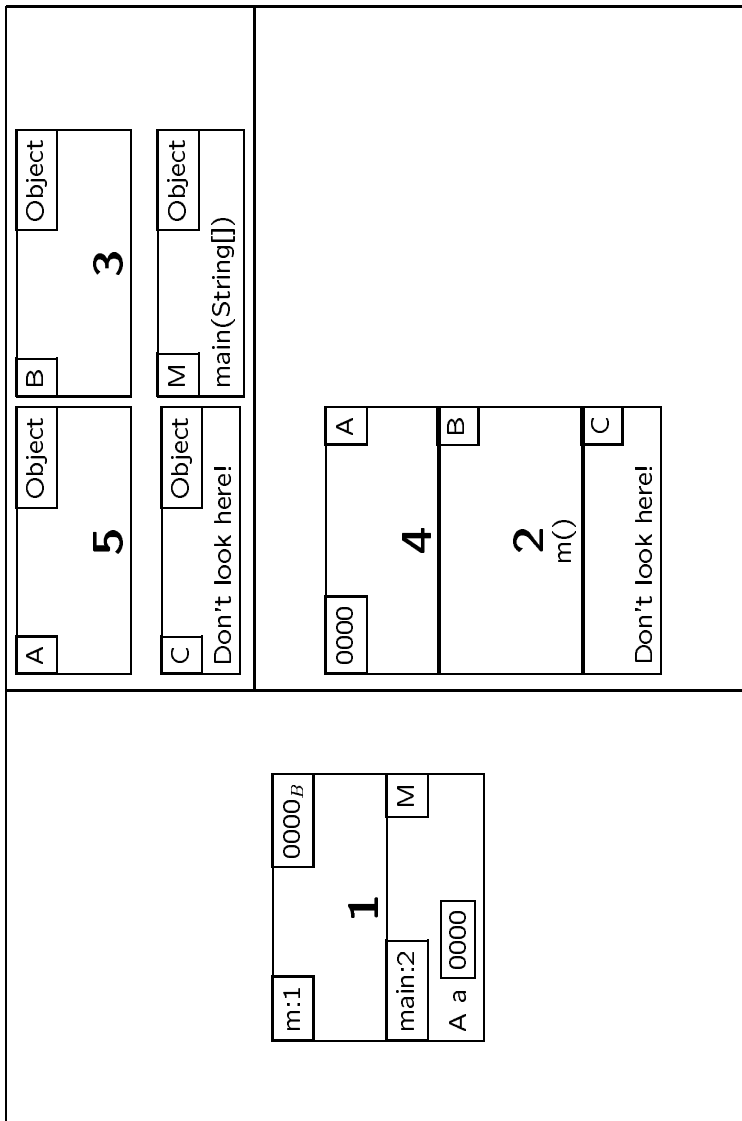 m:1 0000B
1
main:2 M
A a 0000
0000 A
4
B
2
m()
C
Don't look here!
A Object
5
B Object
3
C Object
Don't look here!
M Object
main(String[])